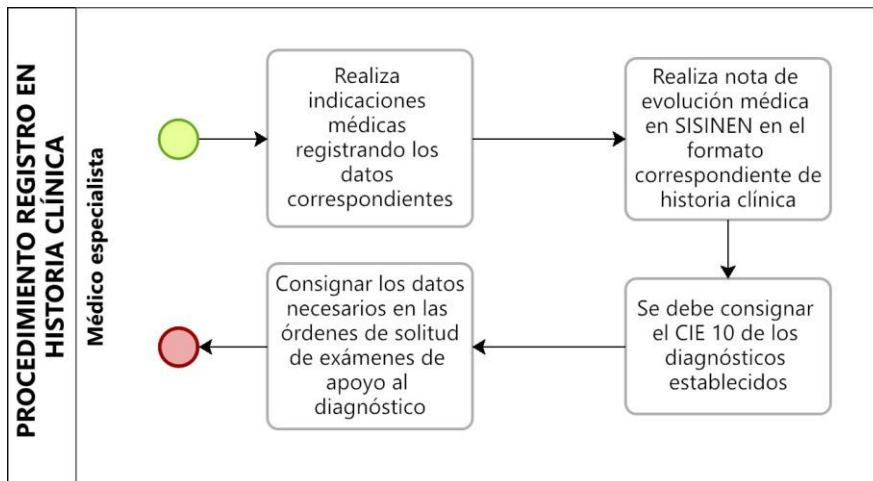 PROCEDIMIENTO REGISTRO EN
HISTORIA CLÍNICA
Médico especialista
Realiza
indicaciones
médicas
registrando los
datos
correspondientes
Realiza nota de
evolución médica
en SISINEN en el
formato
correspondiente de
historia clínica
Se debe consignar
el CIE 10 de los
diagnósticos
establecidos
Consignar los datos
necesarios en las
órdenes de solitud
de exámenes de
apoyo al
diagnóstico